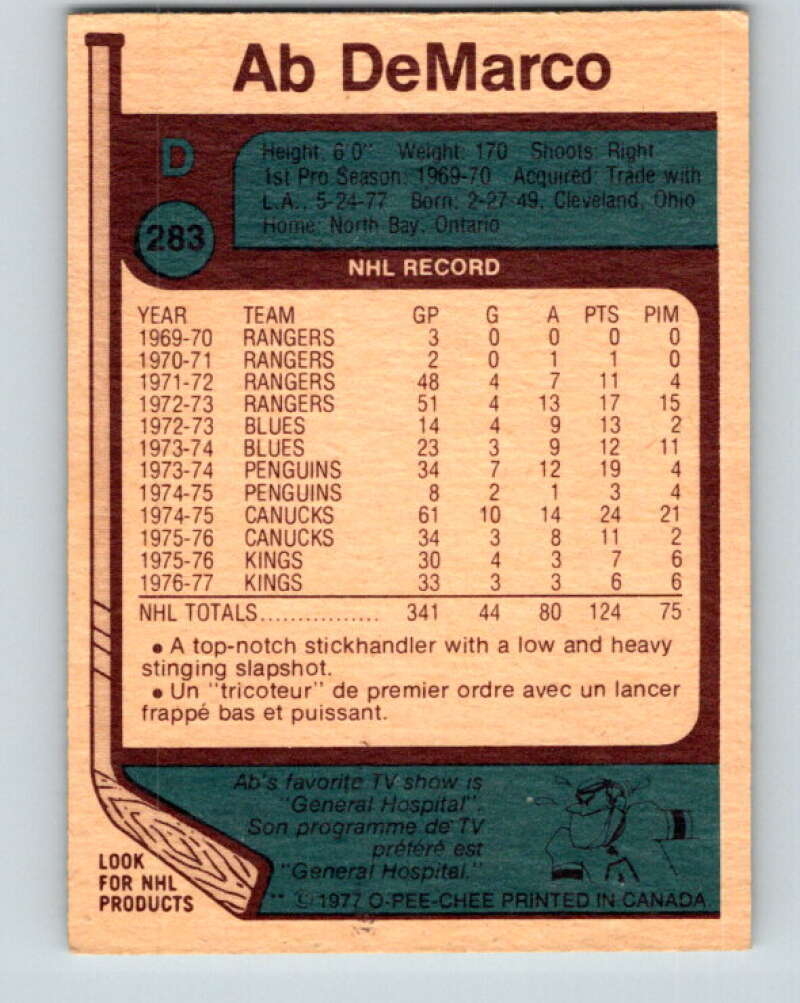 Ab DeMarco
D
283
Height: 6'0" Weight: 170 Shoots: Right
1st Pro Season: 1969-70 Acquired: Trade with
L.A., 5-24-77 Born: 2-27-49, Cleveland, Ohio
Home: North Bay, Ontario
NHL RECORD
YEAR TEAM GP G A PTS PIM
1969-70 RANGERS 3 0 0 0 0
1970-71 RANGERS 2 0 1 1 0
1971-72 RANGERS 48 4 7 11 4
1972-73 RANGERS 51 4 13 17 15
1972-73 BLUES 14 4 9 13 2
1973-74 BLUES 23 3 9 12 11
1973-74 PENGUINS 34 7 12 19 4
1974-75 PENGUINS 8 2 1 3 4
1974-75 CANUCKS 61 10 14 24 21
1975-76 CANUCKS 34 3 8 11 2
1975-76 KINGS 30 4 3 7 6
1976-77 KINGS 33 3 3 6 6
NHL TOTALS................ 341 44 80 124 75
• A top-notch stickhandler with a low and heavy
stinging slapshot.
• Un "tricoteur" de premier ordre avec un lancer
frappé bas et puissant.
Ab's favorite TV show is
"General Hospital".
Son programme de TV
préféré est
"General Hospital."
LOOK
FOR NHL
PRODUCTS
** © 1977 O-PEE-CHEE PRINTED IN CANADA